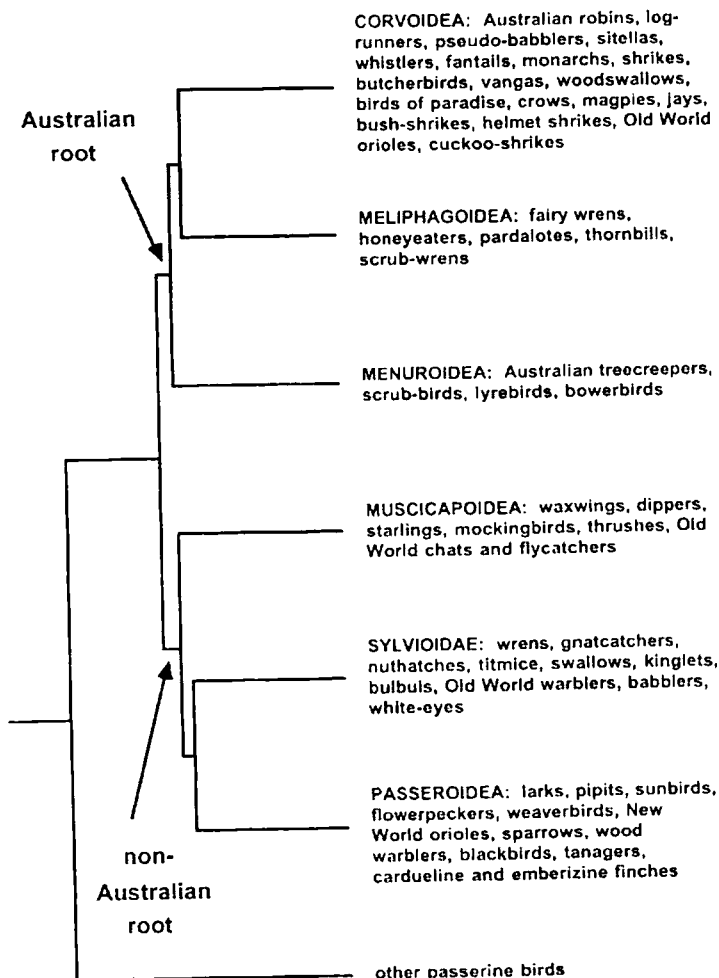 CORVOIDEA: Australian robins, log-
runners, pseudo-babblers, sitellas,
whistlers, fantails, monarchs, shrikes,
butcherbirds, vangas, woodswallows,
birds of paradise, crows, magpies, jays,
bush-shrikes, helmet shrikes, Old World
orioles, cuckoo-shrikes
Australian
root
MELIPHAGOIDEA: fairy wrens,
honeyeaters, pardalotes, thornbills,
scrub-wrens
MENUROIDEA: Australian treecreepers,
scrub-birds, lyrebirds, bowerbirds
MUSCICAPOIDEA: waxwings, dippers,
starlings, mockingbirds, thrushes, Old
World chats and flycatchers
SYLVIOIDAE: wrens, gnatcatchers,
nuthatches, titmice, swallows, kinglets,
bulbuls, Old World warblers, babblers,
white-eyes
PASSEROIDEA: larks, pipits, sunbirds,
flowerpeckers, weaverbirds, New
World orioles, sparrows, wood
warblers, blackbirds, tanagers,
cardueline and emberizine finches
non-
Australian
root
other passerine birds